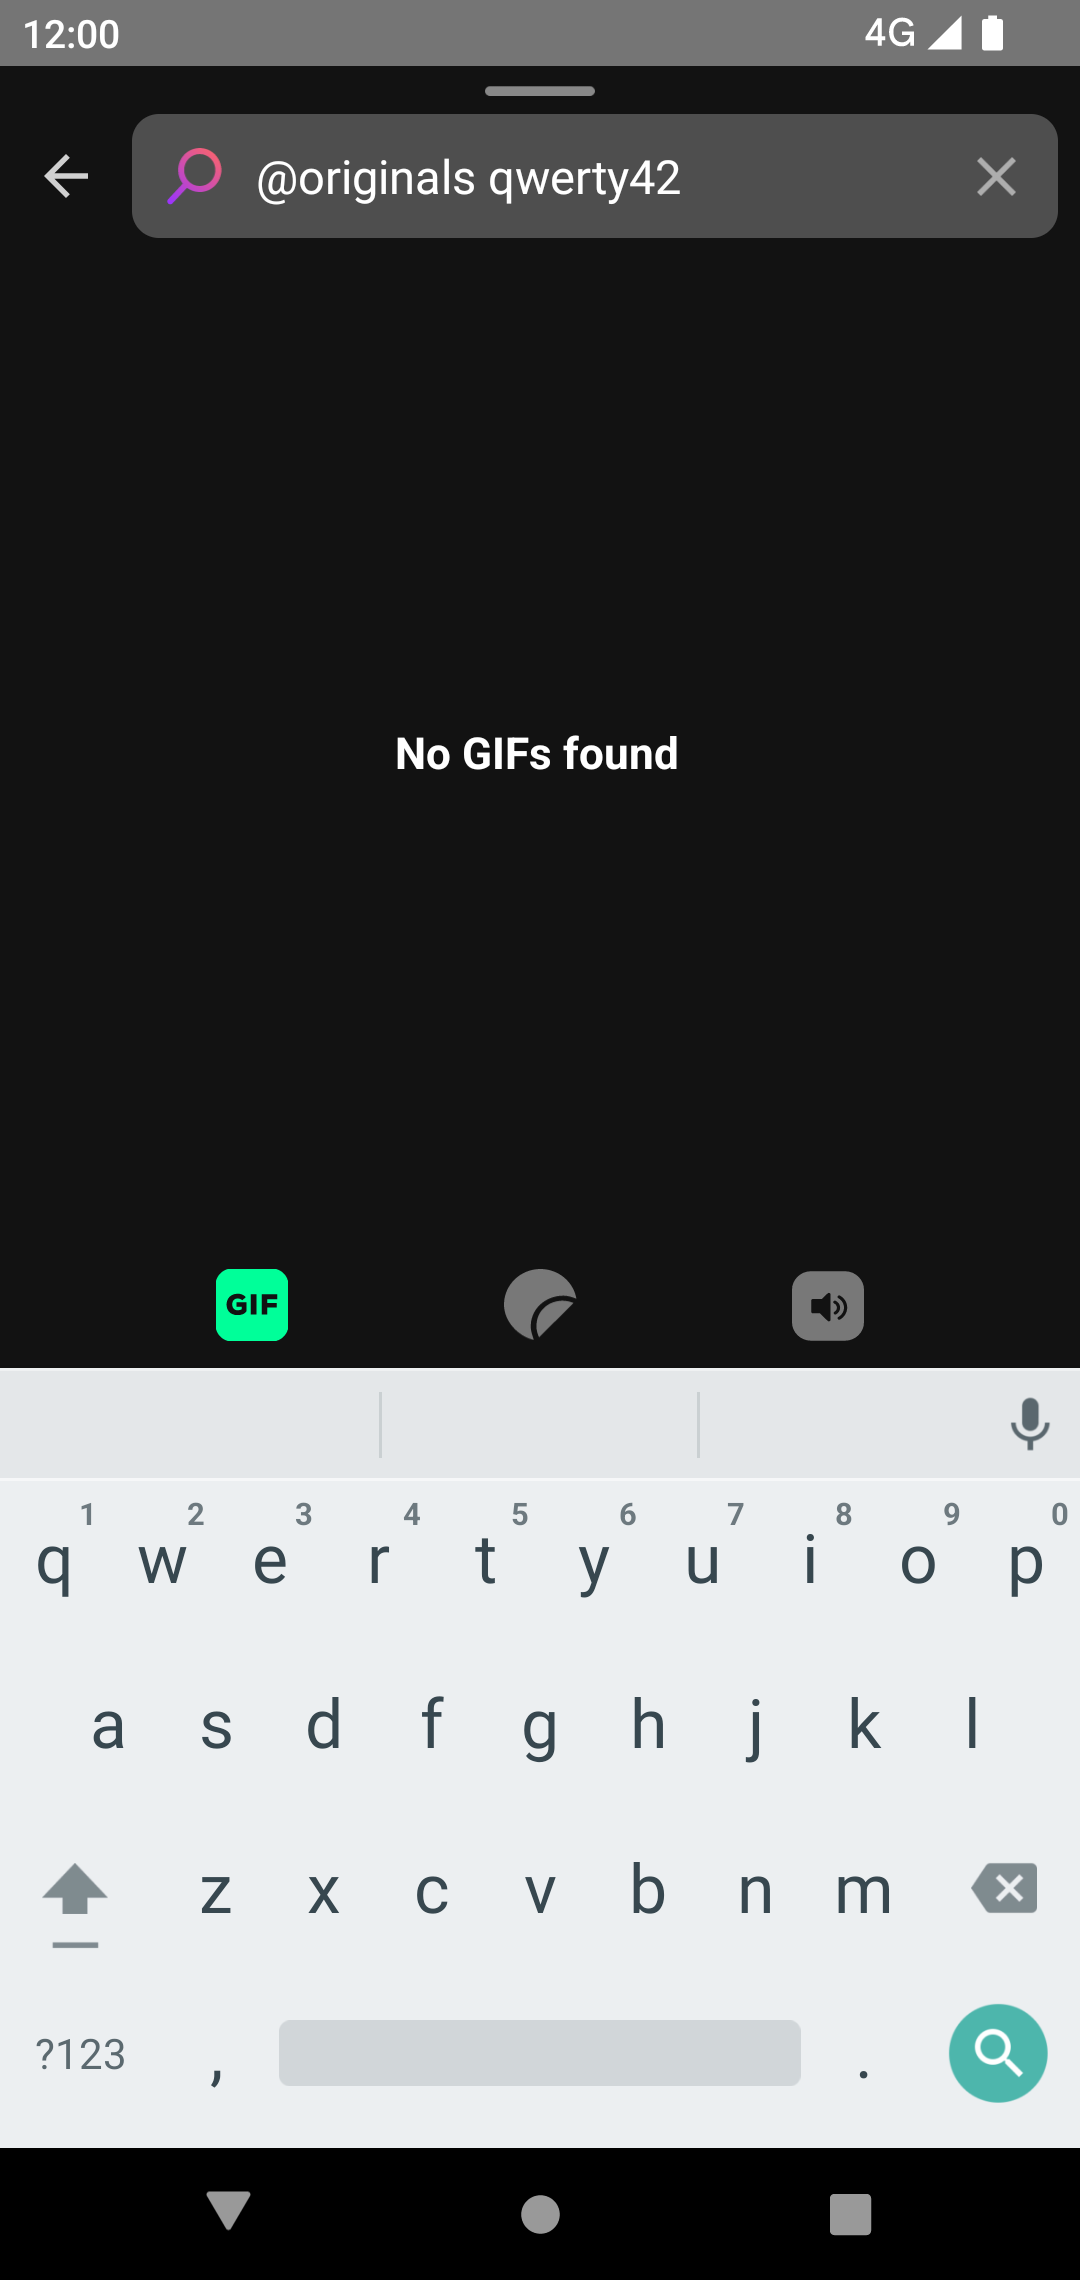 12:00 4G
@originals qwerty42
No GIFs found
GIF
1 2 3 4 5 6 7 8 9 0
q w e r t y u i o p
a s d f g h j k l
z x c v b n m
?123 , .